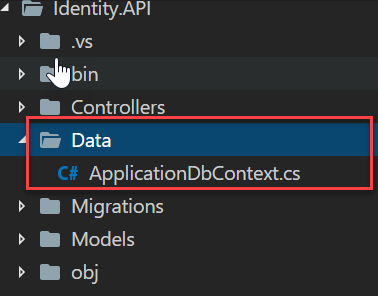 Identity.API
.vs
bin
Controllers
Data
C# ApplicationDbContext.cs
Migrations
Models
obj